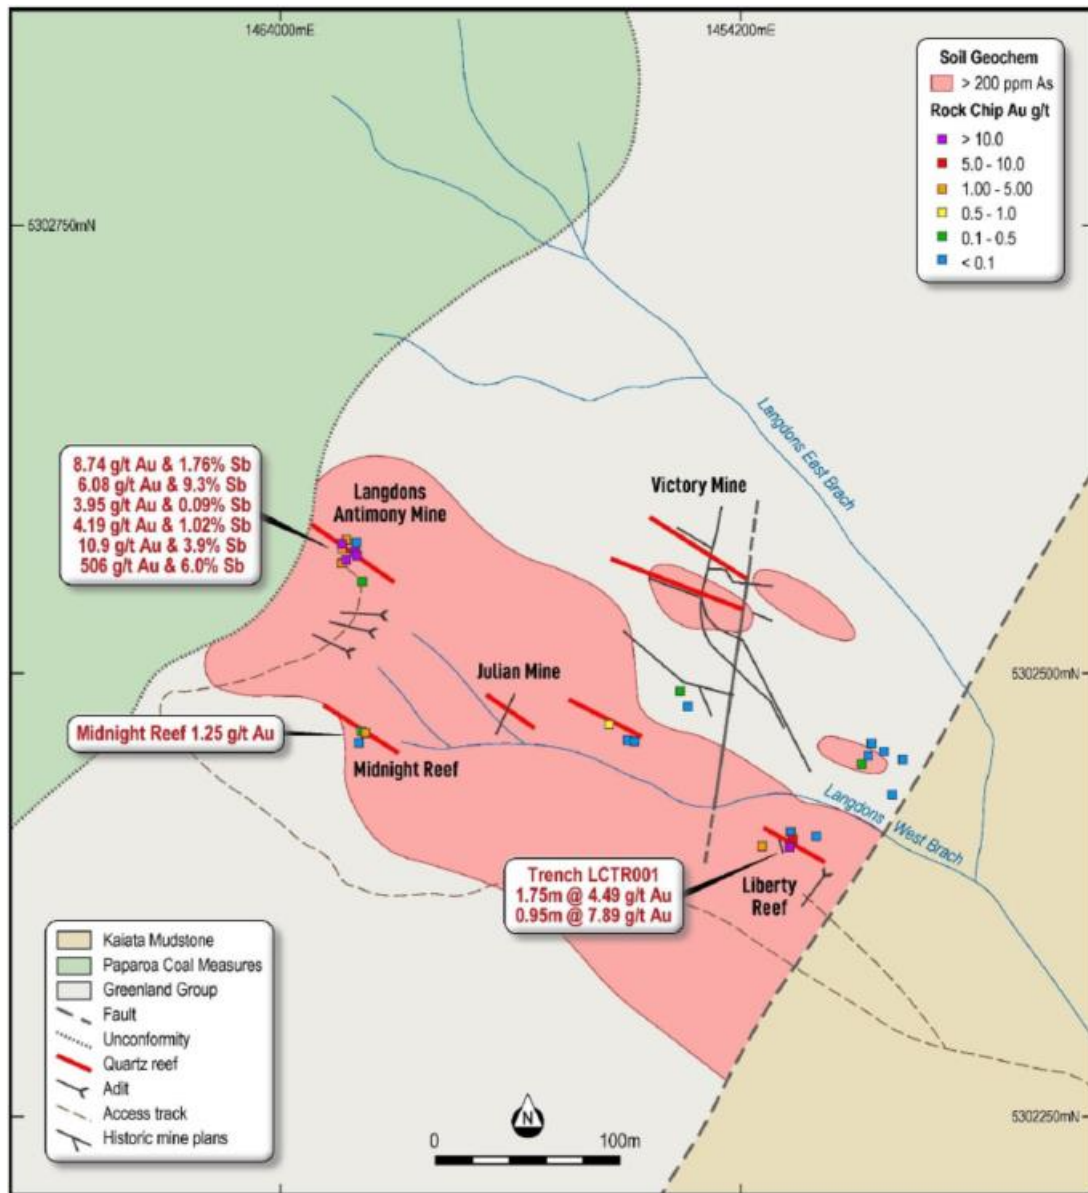 1464000mE
1454200mE
Soil Geochem
> 200 ppm As
Rock Chip Au g/t
> 10.0
5.0 - 10.0
1.00 - 5.00
0.5 - 1.0
0.1 - 0.5
< 0.1
5302750mN
Langdons East Brach
8.74 g/t Au & 1.76% Sb
6.08 g/t Au & 9.3% Sb
3.95 g/t Au & 0.09% Sb
4.19 g/t Au & 1.02% Sb
10.9 g/t Au & 3.9% Sb
506 g/t Au & 6.0% Sb
Langdons
Antimony Mine
Victory Mine
Julian Mine
5302500mN
Midnight Reef 1.25 g/t Au
Midnight Reef
Langdons West Brach
Trench LCTR001
1.75m @ 4.49 g/t Au
0.95m @ 7.89 g/t Au
Liberty
Reef
Kaiata Mudstone
Paparoa Coal Measures
Greenland Group
Fault
Unconformity
Quartz reef
Adit
Access track
Historic mine plans
N
0
100m
5302250mN